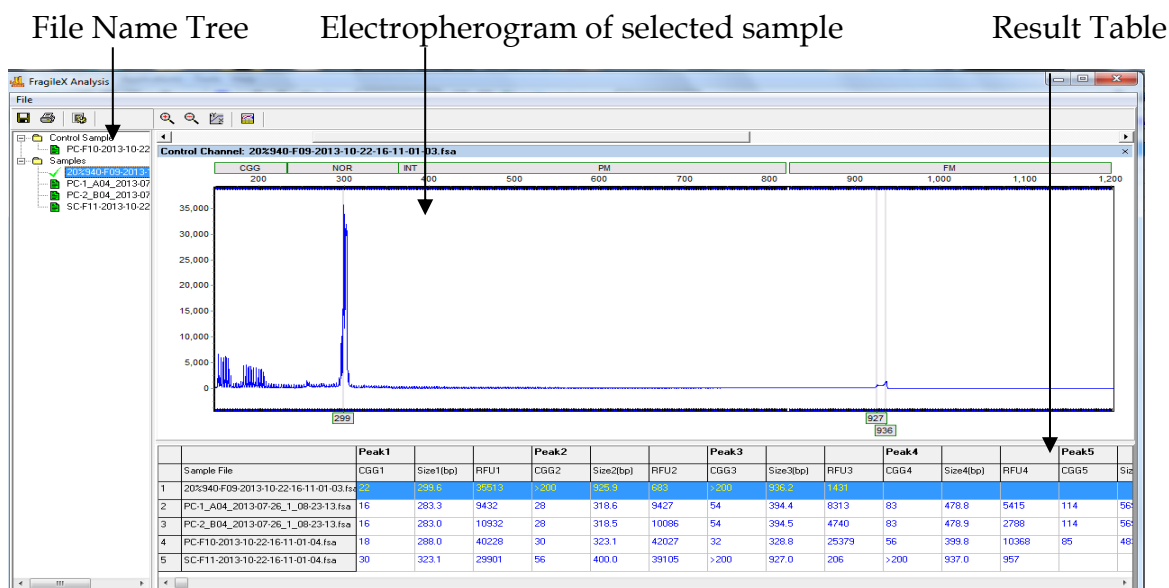 File Name Tree Electropherogram of selected sample Result Table
FragileX Analysis
File
Control Sample
PC-F10-2013-10-22
Samples
20%940-F09-2013-1
PC-1_A04_2013-07
PC-2_B04_2013-07
SC-F11-2013-10-22
Control Channel: 20%940-F09-2013-10-22-16-11-01-03.fsa
CGG NOR INT PM FM
200 300 400 500 600 700 800 900 1,000 1,100 1,200
35,000
30,000
25,000
20,000
15,000
10,000
5,000
0
299 927
936
Peak1 Peak2 Peak3 Peak4 Peak5
Sample File CGG1 Size1(bp) RFU1 CGG2 Size2(bp) RFU2 CGG3 Size3(bp) RFU3 CGG4 Size4(bp) RFU4 CGG5 Siz
1 20%940-F09-2013-10-22-16-11-01-03.fsa 22 299.6 35513 >200 925.9 683 >200 936.2 1431
2 PC-1_A04_2013-07-26_1_08-23-13.fsa 16 283.3 9432 28 318.6 9427 54 394.4 8313 83 478.8 5415 114 569
3 PC-2_B04_2013-07-26_1_08-23-13.fsa 16 283.0 10932 28 318.5 10086 54 394.5 4740 83 478.9 2788 114 569
4 PC-F10-2013-10-22-16-11-01-04.fsa 18 288.0 40228 30 323.1 42027 32 328.8 25379 56 399.8 10368 85 483
5 SC-F11-2013-10-22-16-11-01-04.fsa 30 323.1 29901 56 400.0 39105 >200 927.0 206 >200 937.0 957